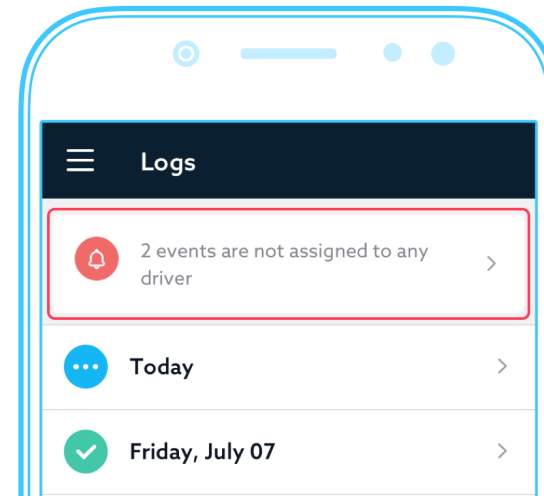 Logs
2 events are not assigned to any
driver
Today
Friday, July 07